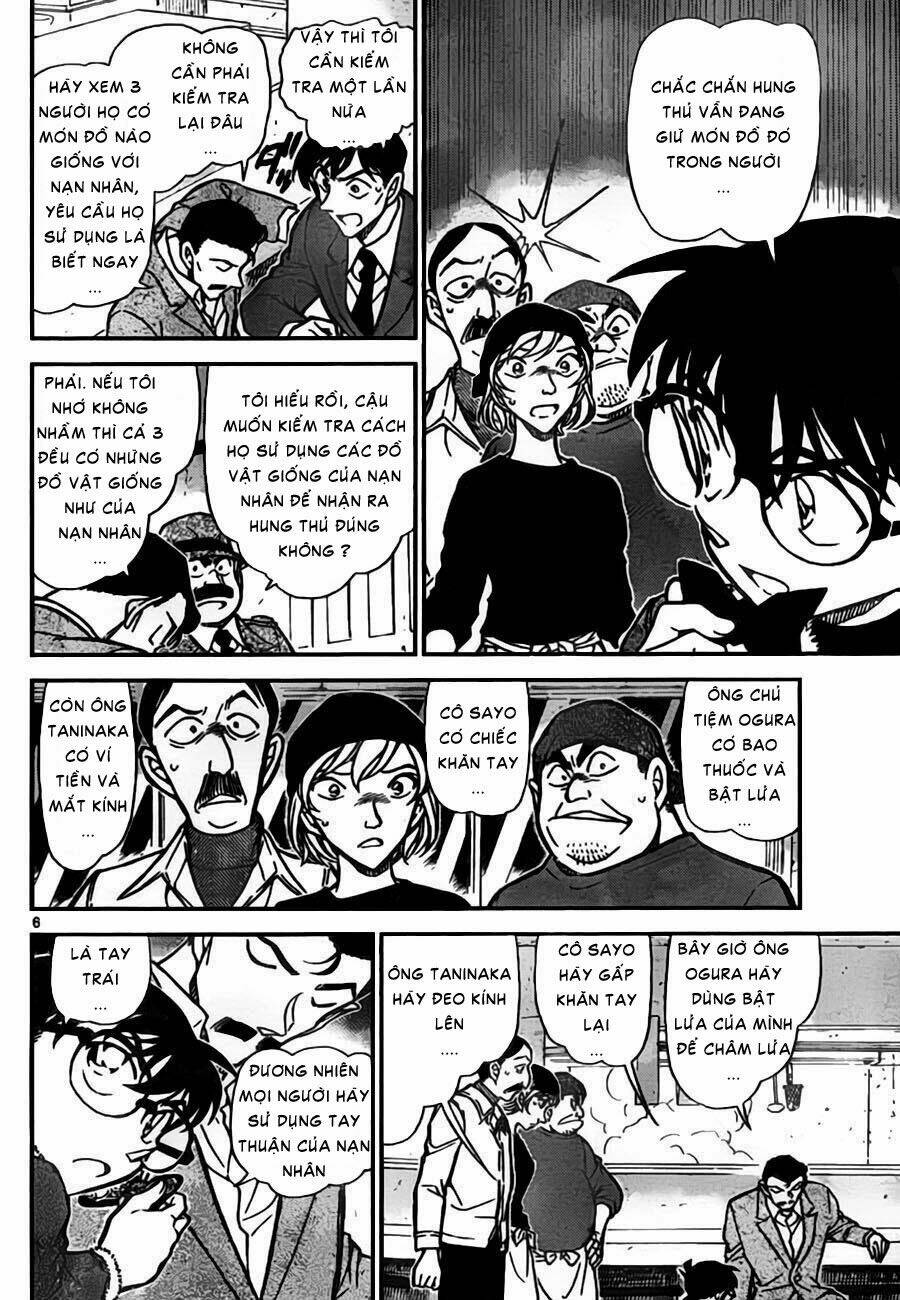 CHẮC CHẮN HUNG
THỦ VẪN ĐANG
GIỮ MÓN ĐỒ ĐÓ
TRONG NGƯỜI
...
VẬY THÌ TÔI
CẦN KIỂM
TRA MỘT LẦN
NỮA
...
KHÔNG
CẦN PHẢI
KIỂM TRA
LẠI ĐÂU
...
HÃY XEM 3
NGƯỜI HỌ CÓ
MÓN ĐỒ NÀO
GIỐNG VỚI
NẠN NHÂN,
YÊU CẦU HỌ
SỬ DỤNG LÀ
BIẾT NGAY
...
TÔI HIỂU RỒI, CẬU
MUỐN KIỂM TRA CÁCH
HỌ SỬ DỤNG CÁC ĐỒ
VẬT GIỐNG CỦA NẠN
NHÂN ĐỂ NHẬN RA
HUNG THỦ ĐÚNG
KHÔNG ?
PHẢI. NẾU TÔI
NHỚ KHÔNG
NHẦM THÌ CẢ 3
ĐỀU CÓ NHỮNG
ĐỒ VẬT GIỐNG
NHƯ CỦA
NẠN NHÂN
...
ÔNG CHỦ
TIỆM OGURA
CÓ BAO
THUỐC VÀ
BẬT LỬA
...
CÔ SAYO
CÓ CHIẾC
KHĂN TAY
...
CÒN ÔNG
TANINAKA
CÓ VÍ
TIỀN VÀ
MẮT KÍNH
...
6
BÂY GIỜ ÔNG
OGURA HÃY
DÙNG BẬT
LỬA CỦA MÌNH
ĐỂ CHÂM LỬA
...
CÔ SAYO
HÃY GẤP
KHĂN TAY
LẠI
...
ÔNG TANINAKA
HÃY ĐEO KÍNH
LÊN
....
ĐƯƠNG NHIÊN
MỌI NGƯỜI HÃY
SỬ DỤNG TAY
THUẬN CỦA NẠN
NHÂN
LÀ TAY
TRÁI
...